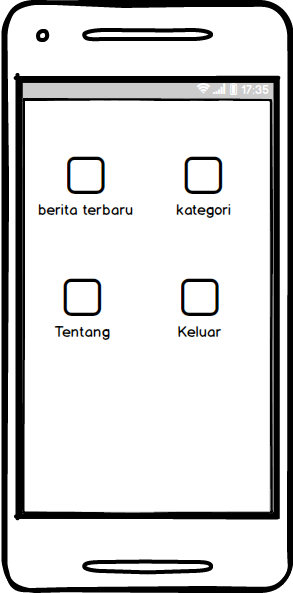 17:35
berita terbaru
kategori
Tentang
Keluar